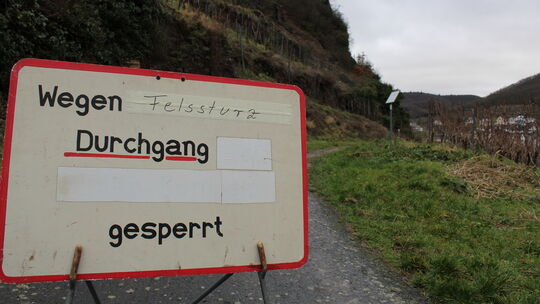 Wegen Felssturz
Durchgang
gesperrt